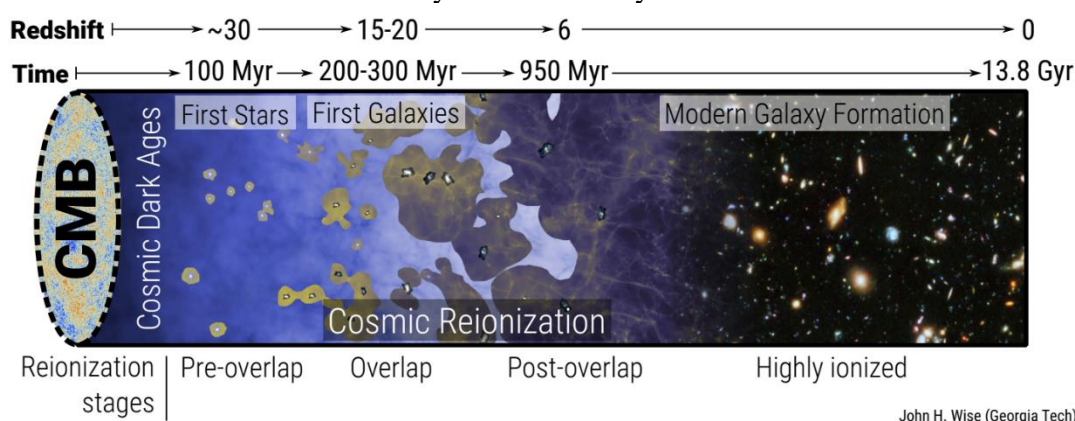 Redshift ~30 15-20 6 0
Time 100 Myr 200-300 Myr 950 Myr 13.8 Gyr
CMB
Cosmic Dark Ages
First Stars
First Galaxies
Modern Galaxy Formation
Cosmic Reionization
Reionization
stages
Pre-overlap
Overlap
Post-overlap
Highly ionized
John H. Wise (Georgia Tech)